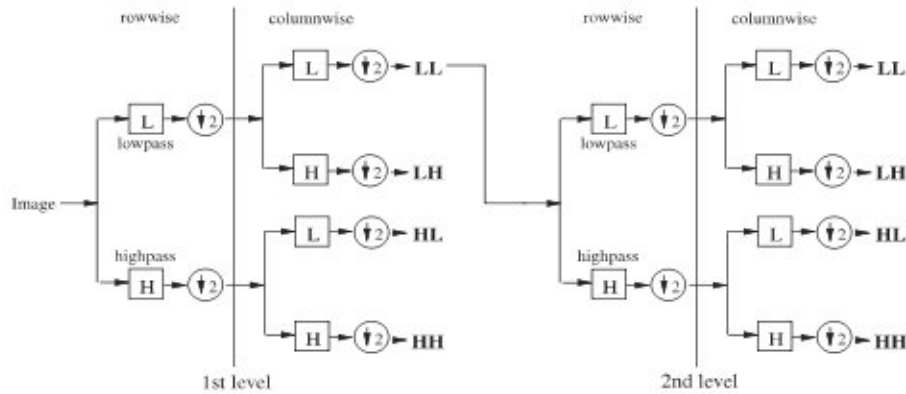 rowwise columnwise rowwise columnwise
L ↓2 LL L ↓2 LL
L ↓2 L ↓2
lowpass lowpass
H ↓2 LH H ↓2 LH
Image
L ↓2 HL L ↓2 HL
highpass highpass
H ↓2 H ↓2
H ↓2 HH H ↓2 HH
1st level 2nd level